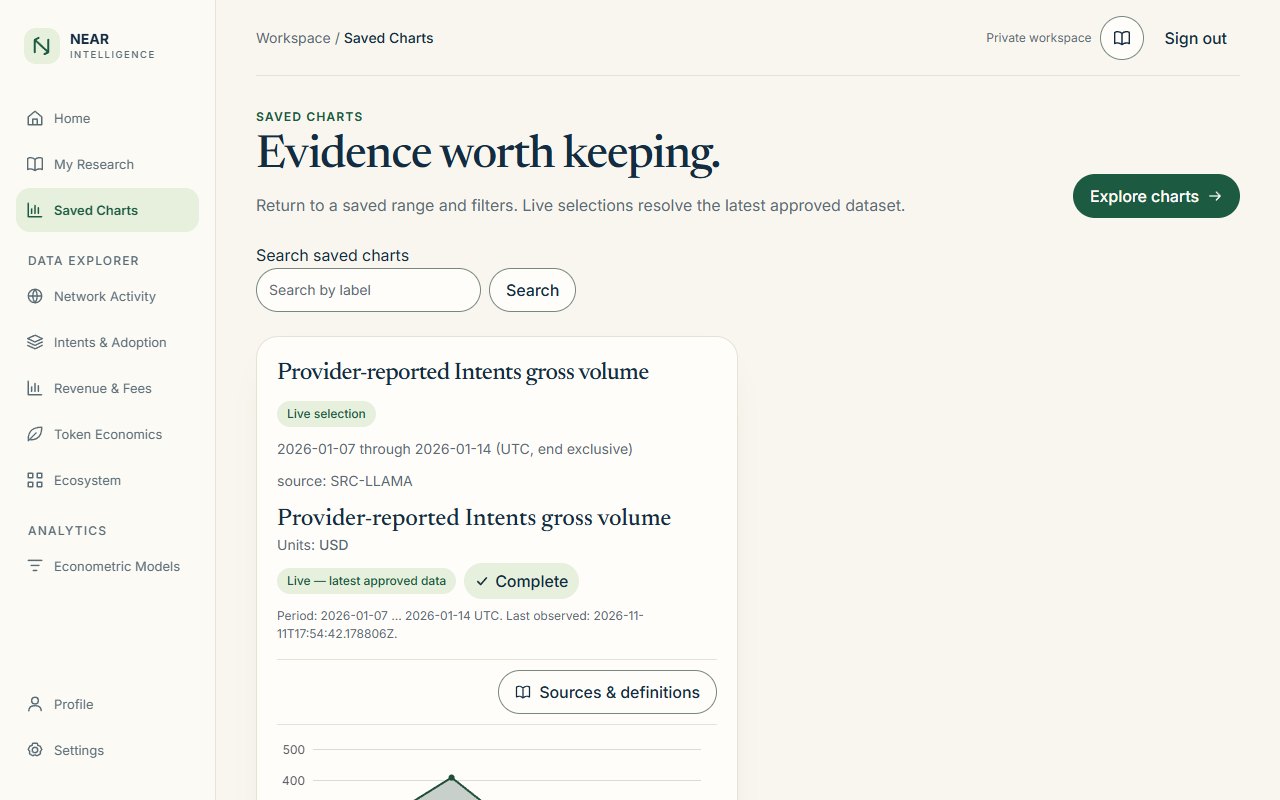 NEAR
INTELLIGENCE
Home
My Research
Saved Charts
DATA EXPLORER
Network Activity
Intents & Adoption
Revenue & Fees
Token Economics
Ecosystem
ANALYTICS
Econometric Models
Profile
Settings
Workspace / Saved Charts
Private workspace
Sign out
SAVED CHARTS
Evidence worth keeping.
Return to a saved range and filters. Live selections resolve the latest approved dataset.
Explore charts →
Search saved charts
Search by label
Search
Provider-reported Intents gross volume
Live selection
2026-01-07 through 2026-01-14 (UTC, end exclusive)
source: SRC-LLAMA
Provider-reported Intents gross volume
Units: USD
Live — latest approved data
Complete
Period: 2026-01-07 … 2026-01-14 UTC. Last observed: 2026-11-
11T17:54:42.178806Z.
Sources & definitions
500
400